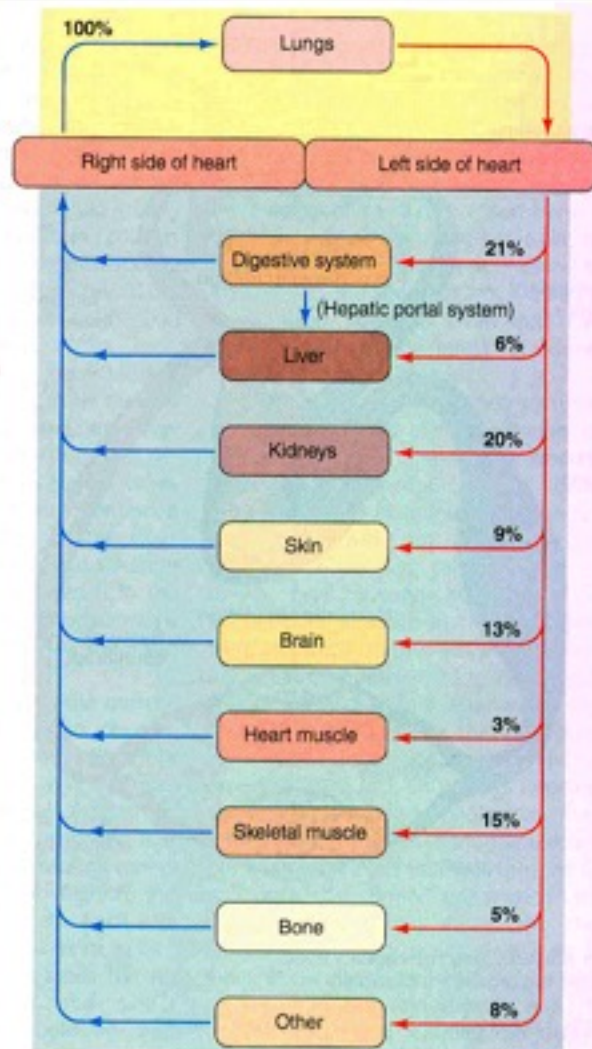 100%
Lungs
Right side of heart
Left side of heart
Digestive system
21%
(Hepatic portal system)
Liver
6%
Kidneys
20%
Skin
9%
Brain
13%
Heart muscle
3%
Skeletal muscle
15%
Bone
5%
Other
8%